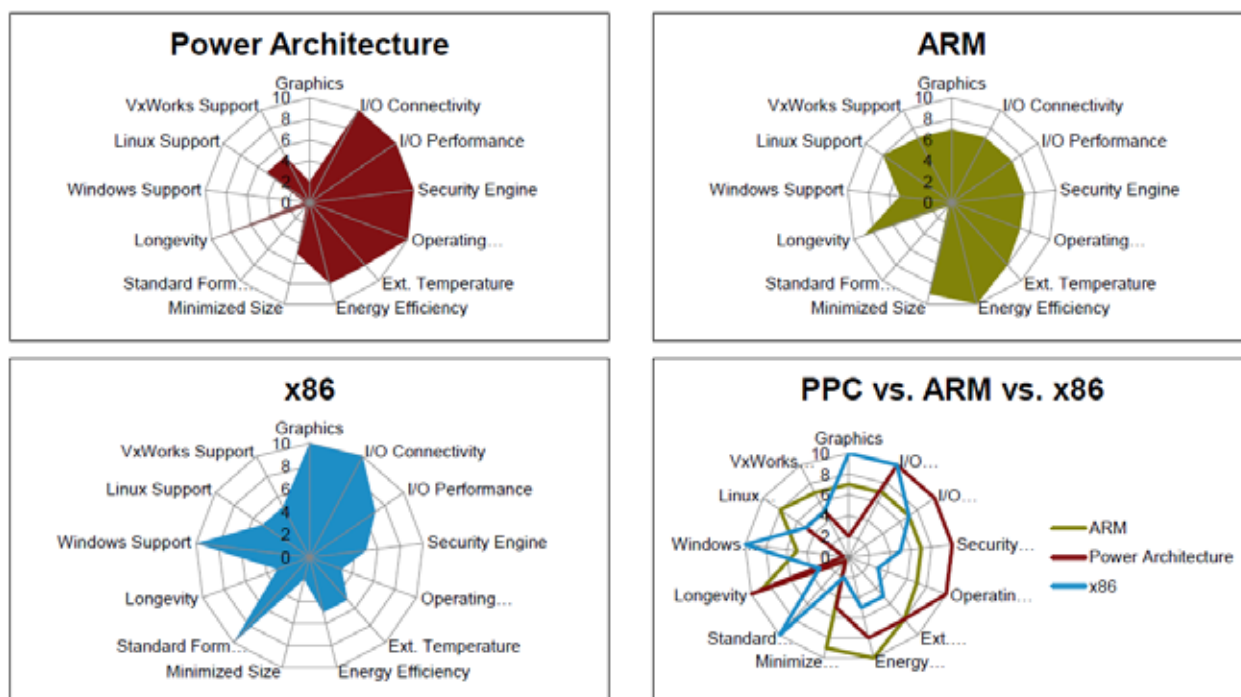 Power Architecture
Graphics
VxWorks Support
10
I/O Connectivity
8
Linux Support
6
I/O Performance
4
2
Windows Support
0
Security Engine
Longevity
Operating...
Standard Form...
Ext. Temperature
Minimized Size
Energy Efficiency
ARM
Graphics
VxWorks Support
10
I/O Connectivity
8
Linux Support
6
I/O Performance
4
2
Windows Support
0
Security Engine
Longevity
Operating...
Standard Form...
Ext. Temperature
Minimized Size
Energy Efficiency
x86
Graphics
VxWorks Support
10
I/O Connectivity
8
Linux Support
6
I/O Performance
4
2
Windows Support
0
Security Engine
Longevity
Operating...
Standard Form...
Ext. Temperature
Minimized Size
Energy Efficiency
PPC vs. ARM vs. x86
Graphics
VxWorks...
10
I/O...
8
Linux...
6
I/O...
4
2
Windows...
0
Security...
Longevity
Operatin...
Standard...
Ext....
Minimize...
Energy...
ARM
Power Architecture
x86